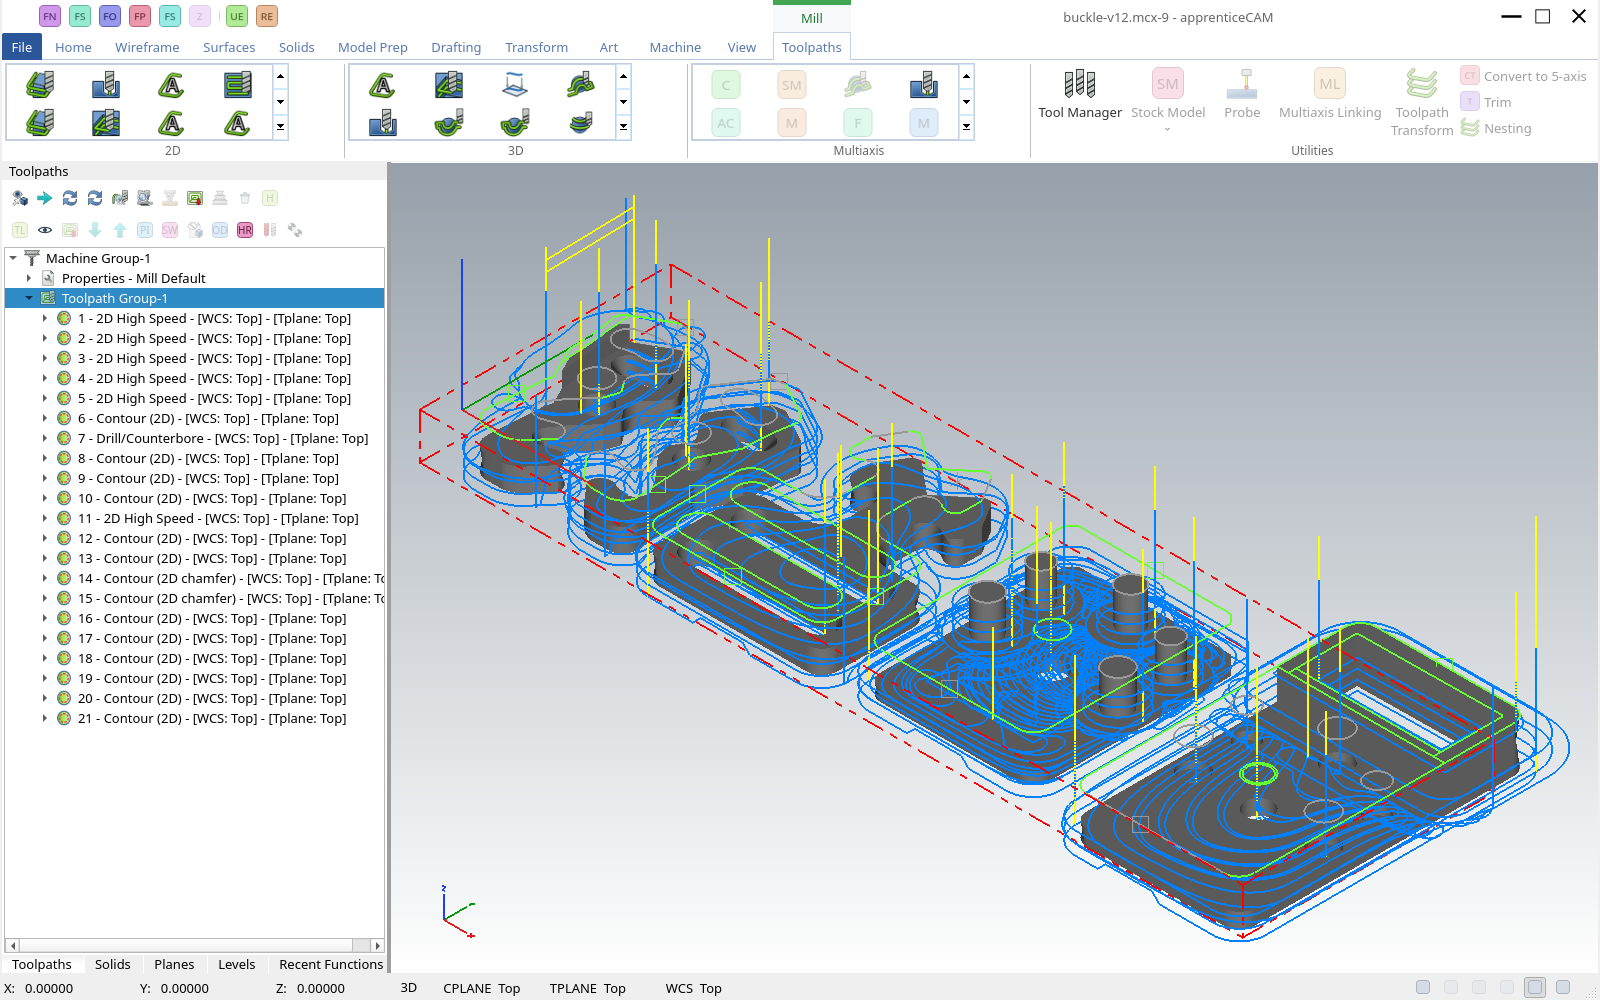 FN FS FO FP FS Z UE RE
Mill
buckle-v12.mcx-9 - apprenticeCAM
File Home Wireframe Surfaces Solids Model Prep Drafting Transform Art Machine View Toolpaths
C SM
AC M F M
2D 3D Multiaxis
Tool Manager
SM
Stock Model
Probe
ML
Multiaxis Linking
Toolpath
Transform
CT Convert to 5-axis
T Trim
Nesting
Utilities
Toolpaths
H
TL PI SW OD HR
Machine Group-1
Properties - Mill Default
Toolpath Group-1
1 - 2D High Speed - [WCS: Top] - [Tplane: Top]
2 - 2D High Speed - [WCS: Top] - [Tplane: Top]
3 - 2D High Speed - [WCS: Top] - [Tplane: Top]
4 - 2D High Speed - [WCS: Top] - [Tplane: Top]
5 - 2D High Speed - [WCS: Top] - [Tplane: Top]
6 - Contour (2D) - [WCS: Top] - [Tplane: Top]
7 - Drill/Counterbore - [WCS: Top] - [Tplane: Top]
8 - Contour (2D) - [WCS: Top] - [Tplane: Top]
9 - Contour (2D) - [WCS: Top] - [Tplane: Top]
10 - Contour (2D) - [WCS: Top] - [Tplane: Top]
11 - 2D High Speed - [WCS: Top] - [Tplane: Top]
12 - Contour (2D) - [WCS: Top] - [Tplane: Top]
13 - Contour (2D) - [WCS: Top] - [Tplane: Top]
14 - Contour (2D chamfer) - [WCS: Top] - [Tplane: To
15 - Contour (2D chamfer) - [WCS: Top] - [Tplane: To
16 - Contour (2D) - [WCS: Top] - [Tplane: Top]
17 - Contour (2D) - [WCS: Top] - [Tplane: Top]
18 - Contour (2D) - [WCS: Top] - [Tplane: Top]
19 - Contour (2D) - [WCS: Top] - [Tplane: Top]
20 - Contour (2D) - [WCS: Top] - [Tplane: Top]
21 - Contour (2D) - [WCS: Top] - [Tplane: Top]
z
Toolpaths Solids Planes Levels Recent Functions
X: 0.00000 Y: 0.00000 Z: 0.00000 3D CPLANE Top TPLANE Top WCS Top